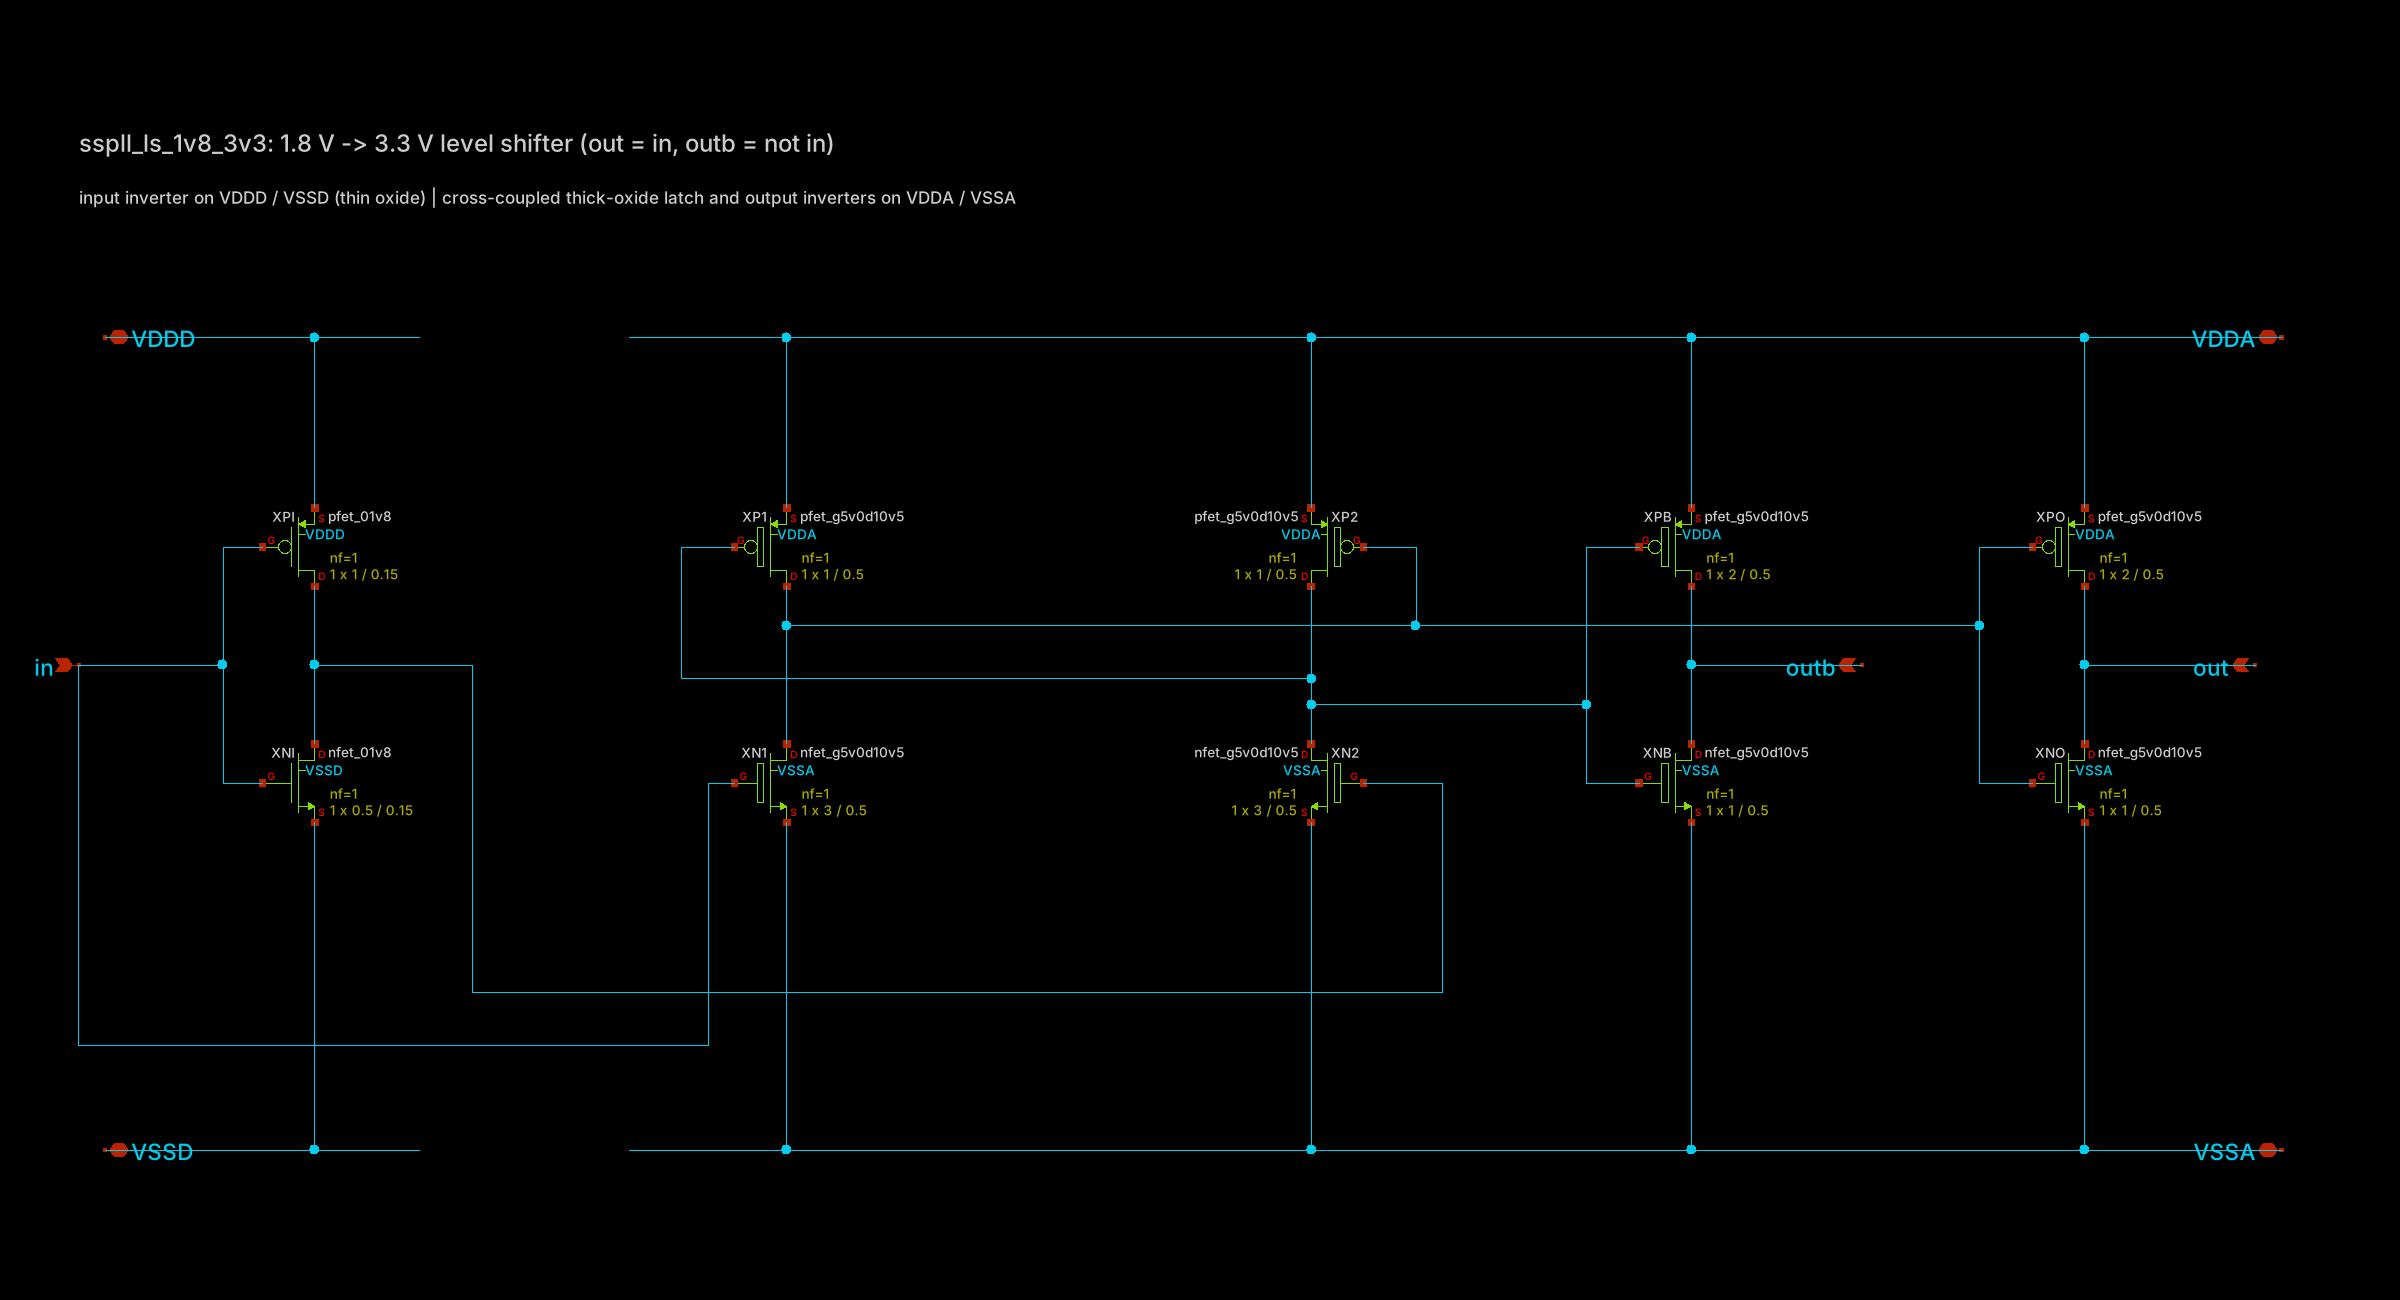 sspll_ls_1v8_3v3: 1.8 V -> 3.3 V level shifter (out = in, outb = not in)
input inverter on VDDD / VSSD (thin oxide) | cross-coupled thick-oxide latch and output inverters on VDDA / VSSA
VDDD
VDDA
XPI
S
pfet_01v8
VDDD
G
nf=1
D
1 x 1 / 0.15
XP1
S
pfet_g5v0d10v5
VDDA
G
nf=1
D
1 x 1 / 0.5
pfet_g5v0d10v5
S
XP2
VDDA
G
nf=1
1 x 1 / 0.5
D
XPB
S
pfet_g5v0d10v5
VDDA
G
nf=1
D
1 x 2 / 0.5
XPO
S
pfet_g5v0d10v5
VDDA
G
nf=1
D
1 x 2 / 0.5
in
outb
out
XNI
D
nfet_01v8
VSSD
G
nf=1
S
1 x 0.5 / 0.15
XN1
D
nfet_g5v0d10v5
VSSA
G
nf=1
S
1 x 3 / 0.5
nfet_g5v0d10v5
D
XN2
VSSA
G
nf=1
1 x 3 / 0.5
S
XNB
D
nfet_g5v0d10v5
VSSA
G
nf=1
S
1 x 1 / 0.5
XNO
D
nfet_g5v0d10v5
VSSA
G
nf=1
S
1 x 1 / 0.5
VSSD
VSSA